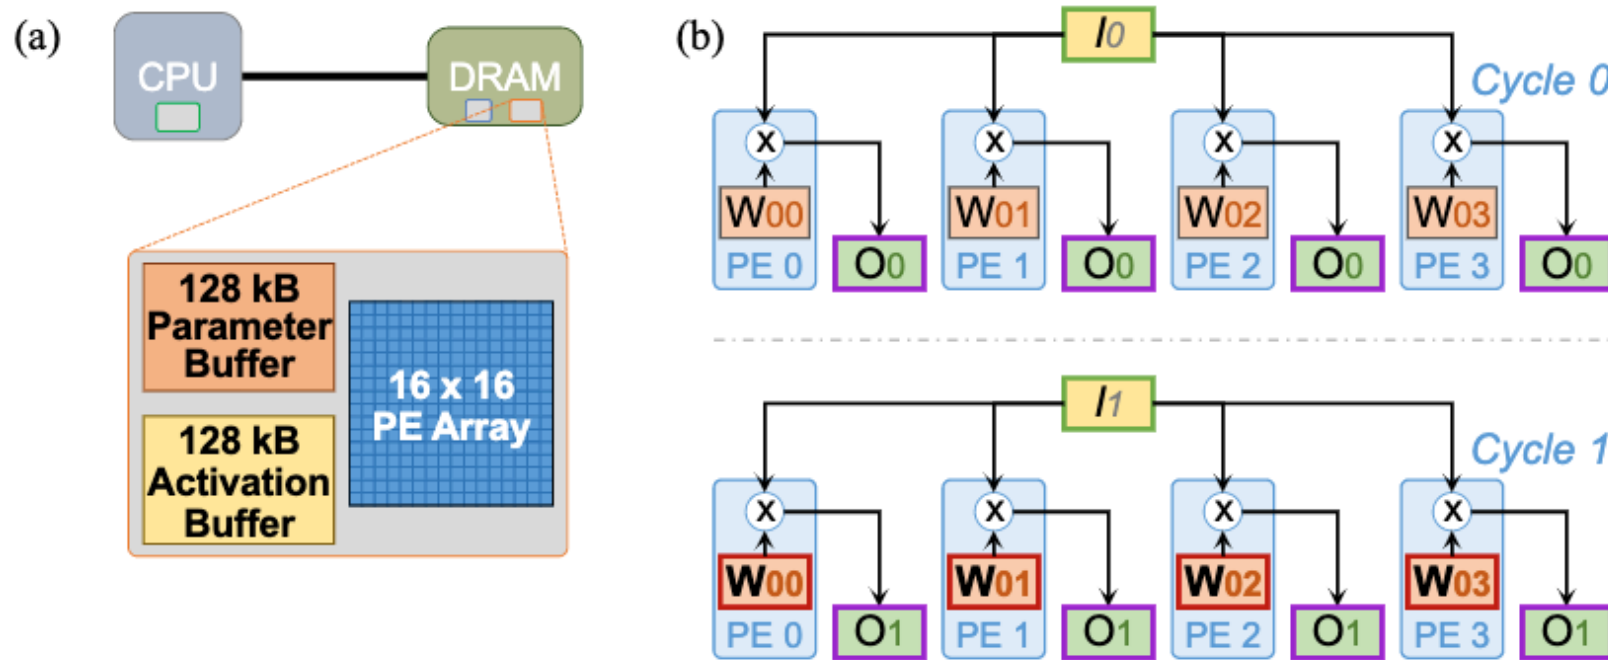 (a)
CPU
DRAM
128 kB
Parameter
Buffer
128 kB
Activation
Buffer
16 x 16
PE Array
(b)
I0
Cycle 0
X X X X
W00 W01 W02 W03
PE 0 O0 PE 1 O0 PE 2 O0 PE 3 O0
I1
Cycle 1
X X X X
W00 W01 W02 W03
PE 0 O1 PE 1 O1 PE 2 O1 PE 3 O1